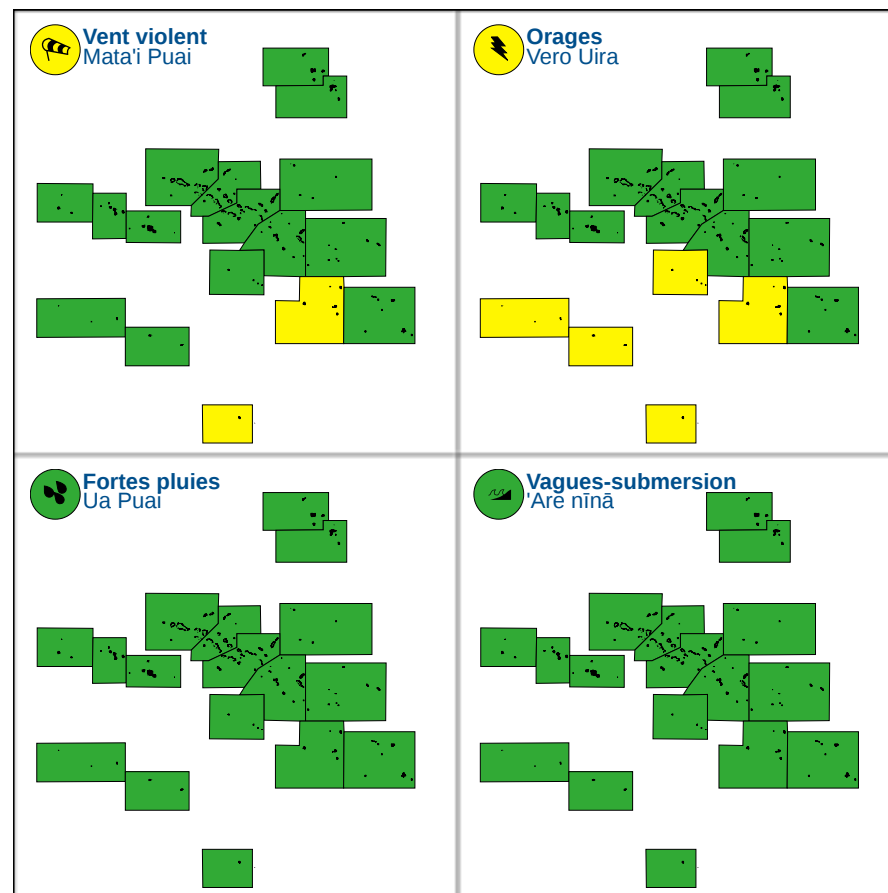 Vent violent
Mata'i Puai
Orages
Vero Uira
Fortes pluies
Ua Puai
Vagues-submersion
'Are nīnā